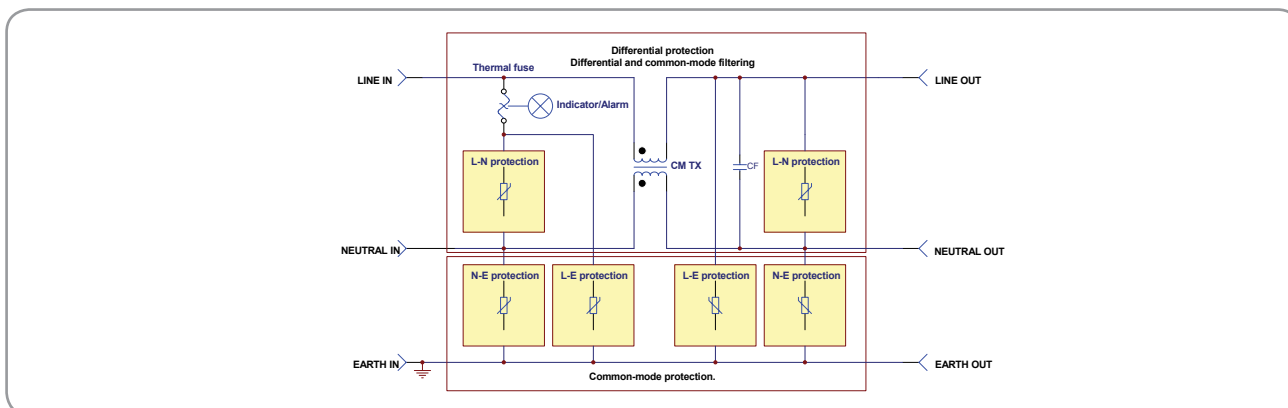 Differential protection
Differential and common-mode filtering
Thermal fuse
LINE IN
LINE OUT
Indicator/Alarm
L-N protection
CM TX
CF
L-N protection
NEUTRAL IN
NEUTRAL OUT
N-E protection
L-E protection
L-E protection
N-E protection
EARTH IN
EARTH OUT
Common-mode protection.